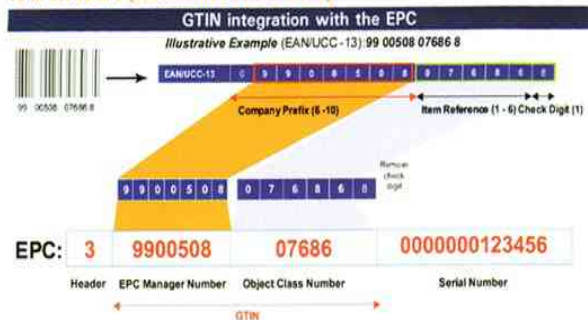 GTIN integration with the EPC
Illustrative Example (EAN/UCC-13): 99 00508 07686 8
EAN/UCC-13 0 9 9 0 0 5 0 8 0 7 6 8 6 8
99 00508 07686 8
Company Prefix (6 -10)
Item Reference (1 - 6) Check Digit (1)
Remove
check
digit
9 9 0 0 5 0 8 0 7 6 8 6 8
EPC: 3 9900508 07686 0000000123456
Header EPC Manager Number Object Class Number Serial Number
GTIN